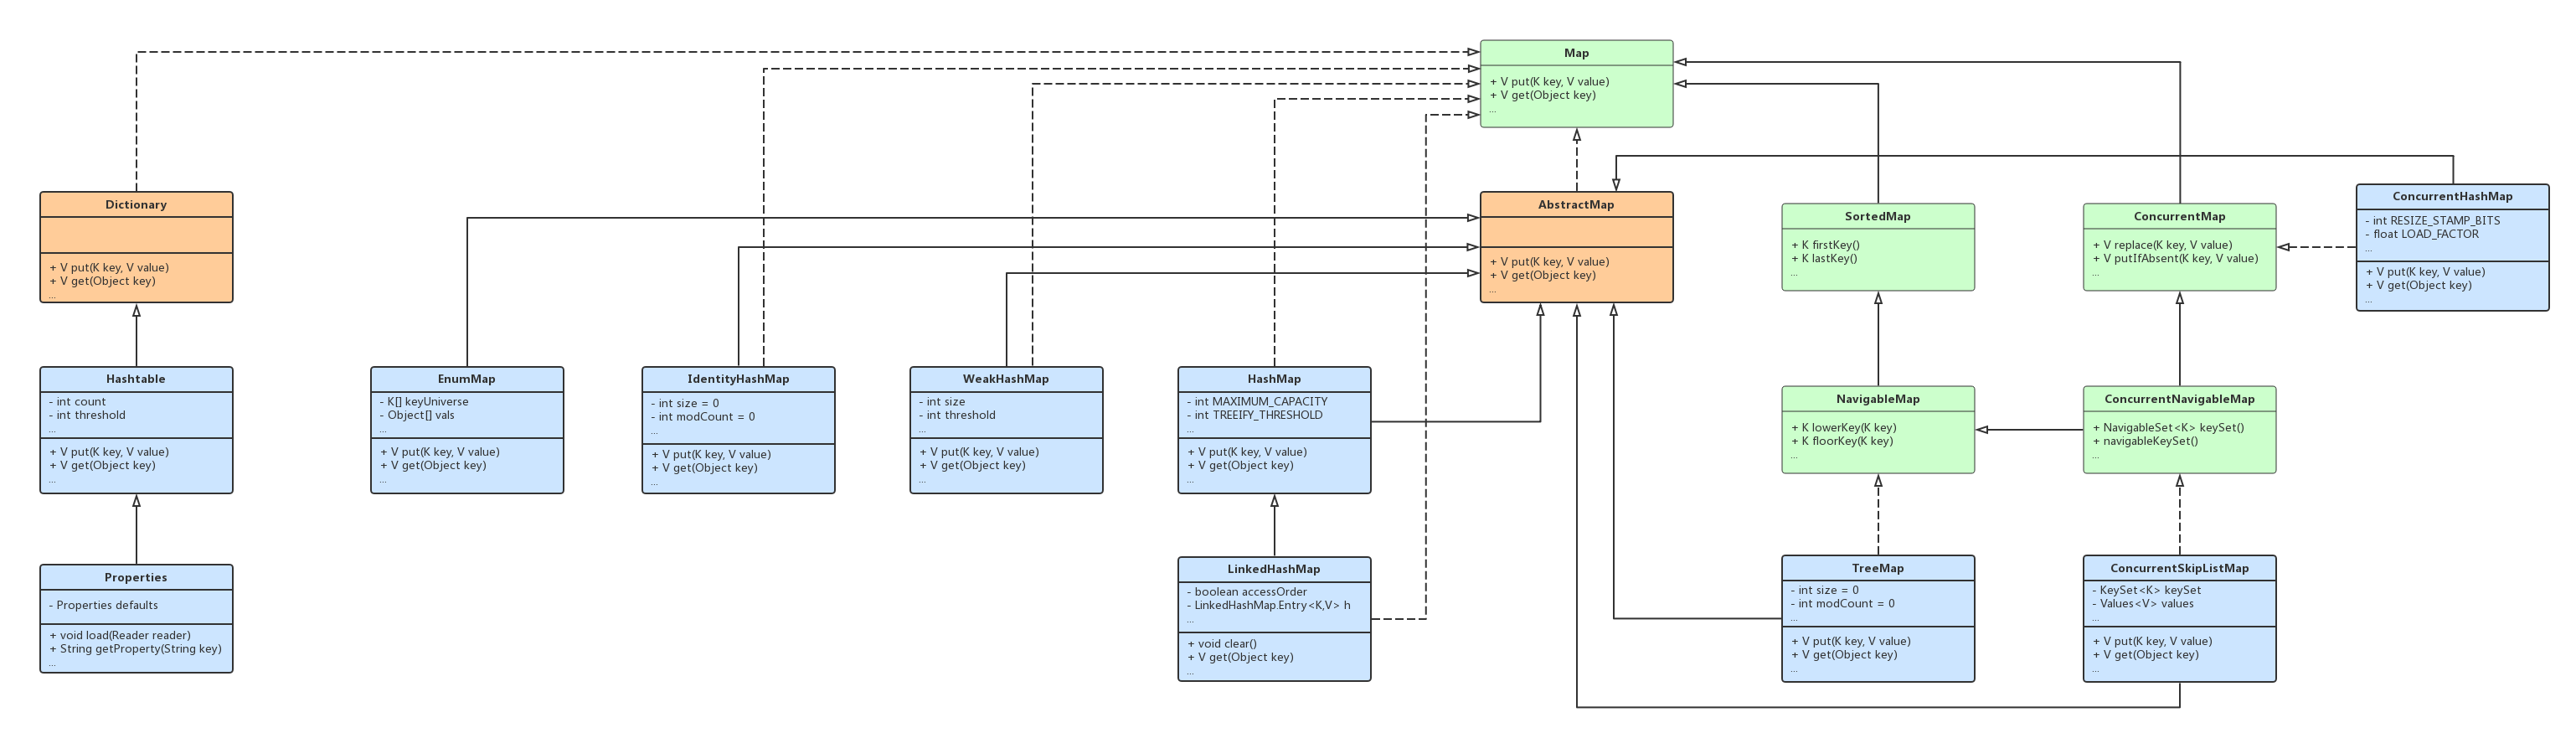 Map
+ V put(K key, V value)
+ V get(Object key)
...
Dictionary
+ V put(K key, V value)
+ V get(Object key)
...
AbstractMap
+ V put(K key, V value)
+ V get(Object key)
...
SortedMap
+ K firstKey()
+ K lastKey()
...
ConcurrentMap
+ V replace(K key, V value)
+ V putIfAbsent(K key, V value)
...
ConcurrentHashMap
- int RESIZE_STAMP_BITS
- float LOAD_FACTOR
...
+ V put(K key, V value)
+ V get(Object key)
...
Hashtable
- int count
- int threshold
...
+ V put(K key, V value)
+ V get(Object key)
...
EnumMap
- K[] keyUniverse
- Object[] vals
...
+ V put(K key, V value)
+ V get(Object key)
...
IdentityHashMap
- int size = 0
- int modCount = 0
...
+ V put(K key, V value)
+ V get(Object key)
...
WeakHashMap
- int size
- int threshold
...
+ V put(K key, V value)
+ V get(Object key)
...
HashMap
- int MAXIMUM_CAPACITY
- int TREEIFY_THRESHOLD
...
+ V put(K key, V value)
+ V get(Object key)
...
NavigableMap
+ K lowerKey(K key)
+ K floorKey(K key)
...
ConcurrentNavigableMap
+ NavigableSet<K> keySet()
+ navigableKeySet()
...
Properties
- Properties defaults
+ void load(Reader reader)
+ String getProperty(String key)
...
LinkedHashMap
- boolean accessOrder
- LinkedHashMap.Entry<K,V> h
...
+ void clear()
+ V get(Object key)
...
TreeMap
- int size = 0
- int modCount = 0
...
+ V put(K key, V value)
+ V get(Object key)
...
ConcurrentSkipListMap
- KeySet<K> keySet
- Values<V> values
...
+ V put(K key, V value)
+ V get(Object key)
...